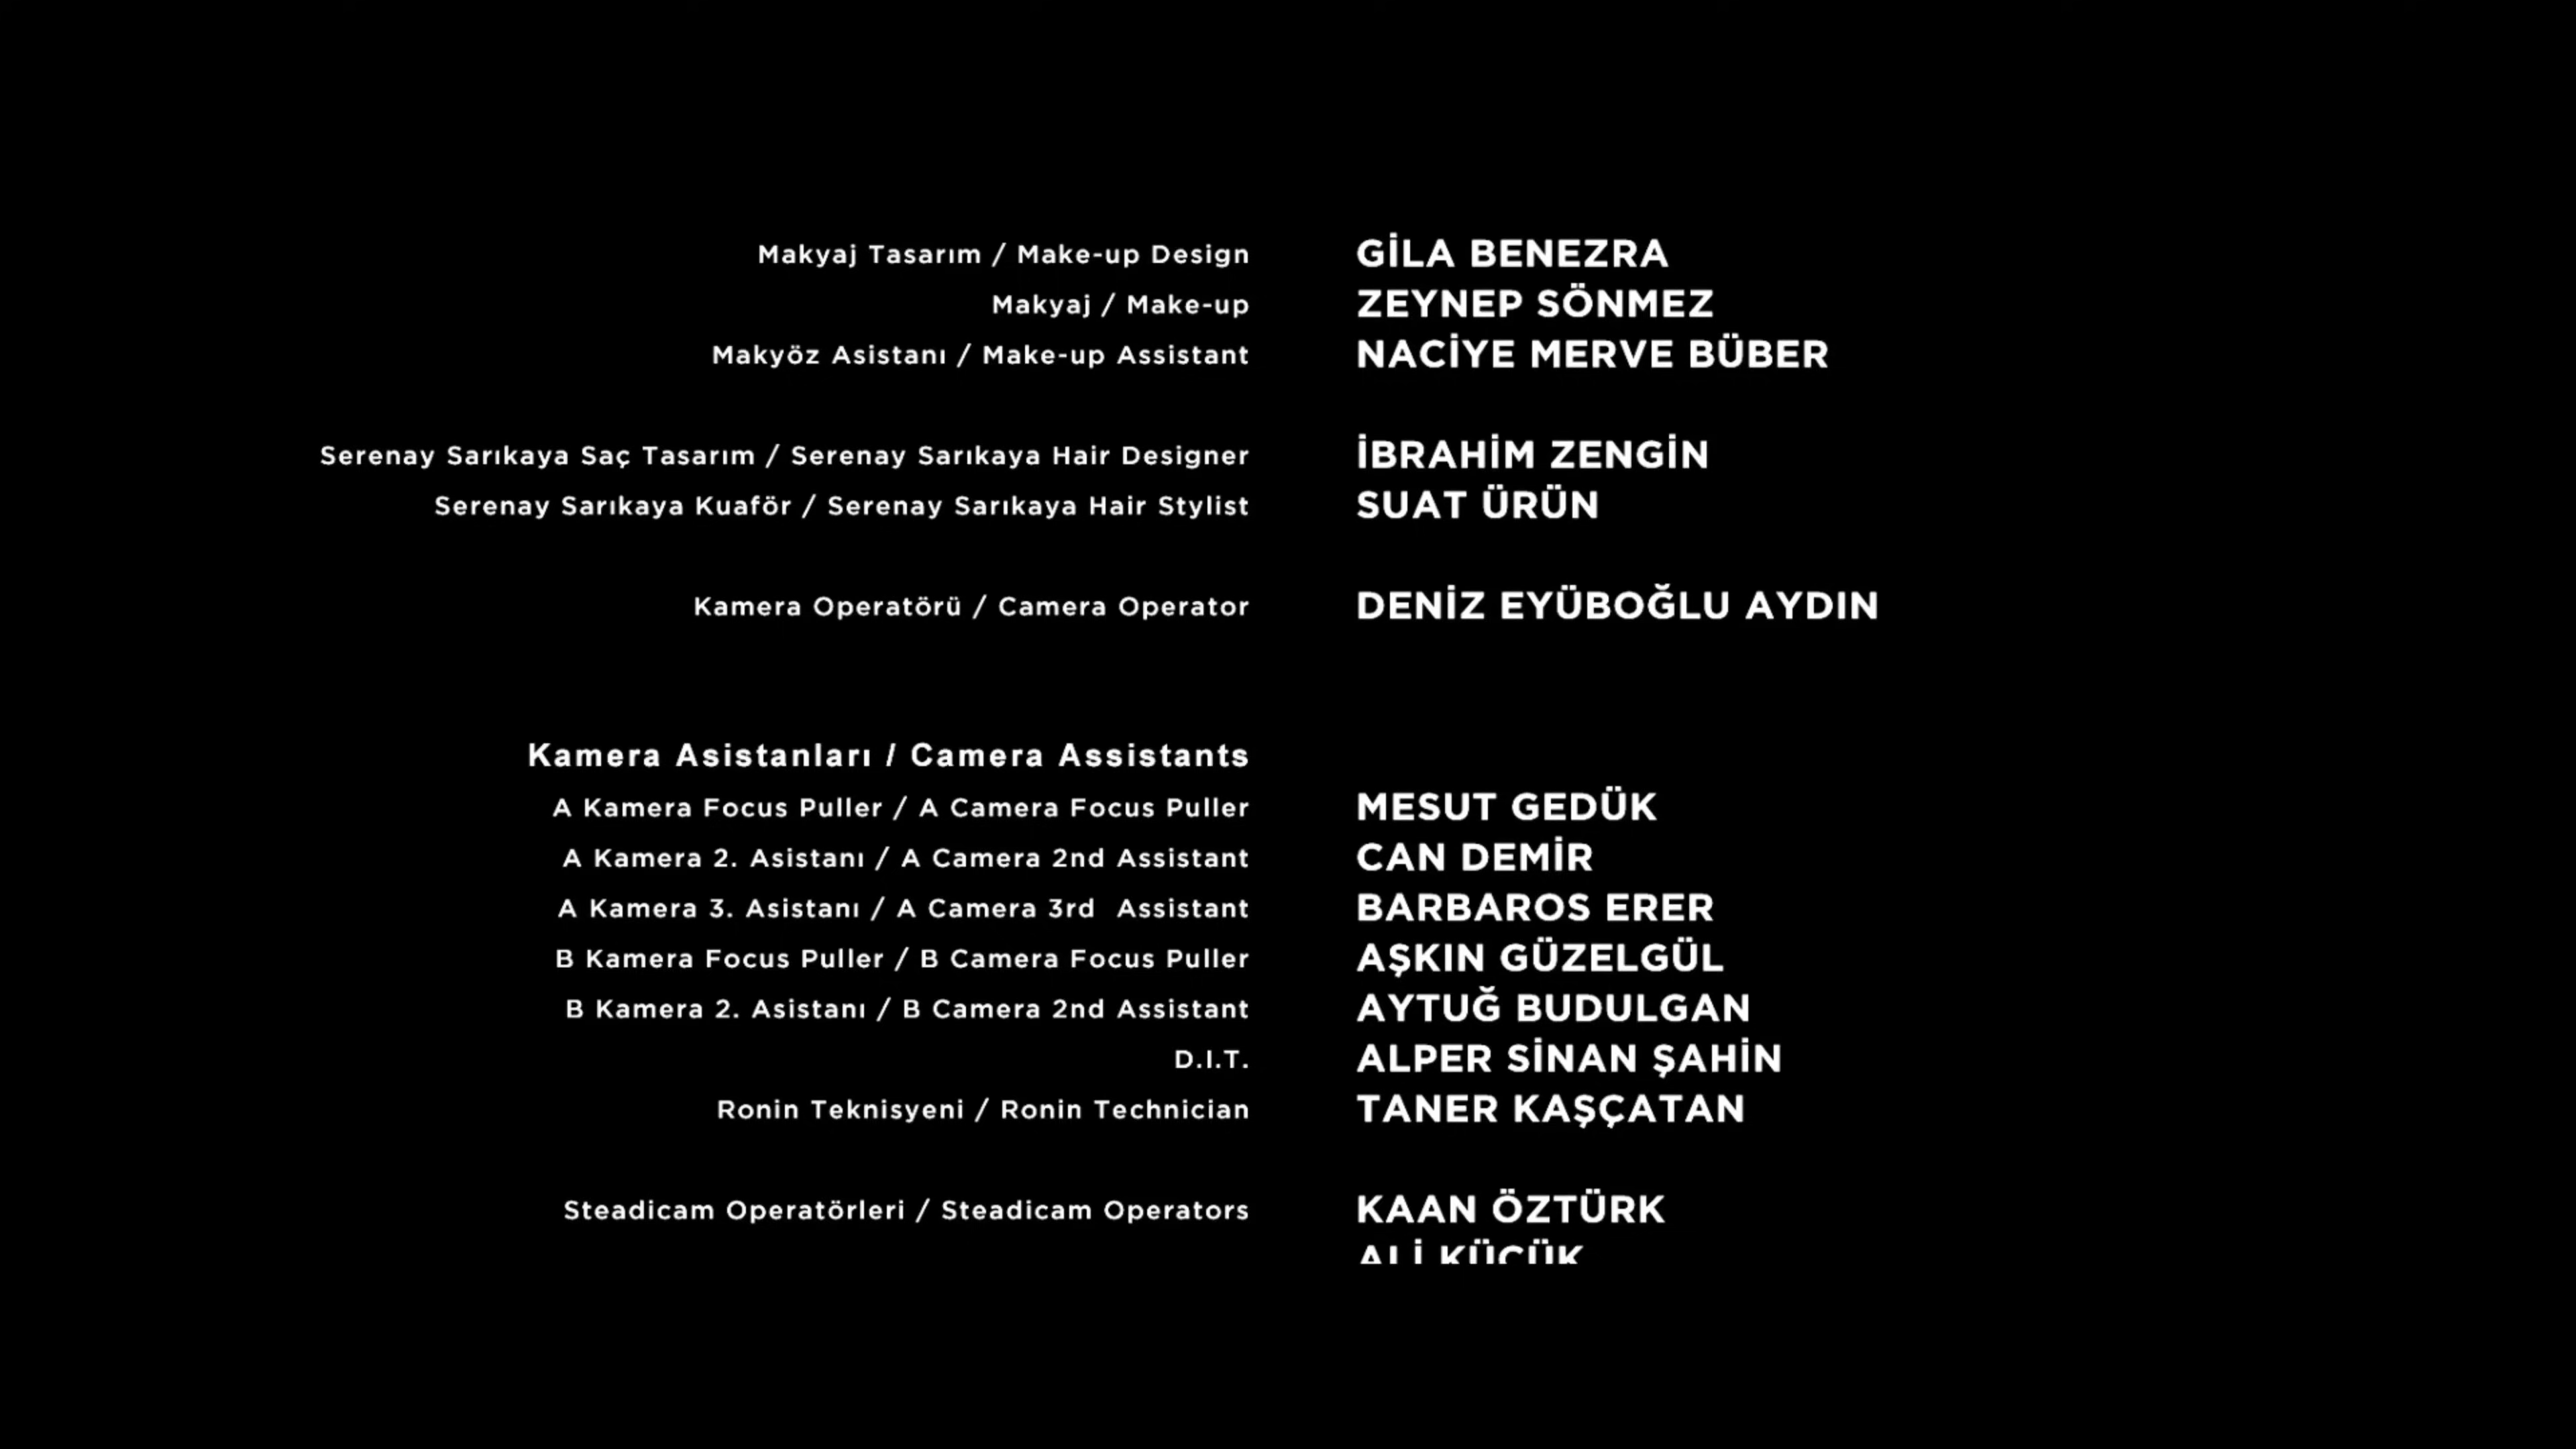 Makyaj Tasarım / Make-up Design GİLA BENEZRA
Makyaj / Make-up ZEYNEP SÖNMEZ
Makyöz Asistanı / Make-up Assistant NACİYE MERVE BÜBER
Serenay Sarıkaya Saç Tasarım / Serenay Sarıkaya Hair Designer İBRAHİM ZENGİN
Serenay Sarıkaya Kuaför / Serenay Sarıkaya Hair Stylist SUAT ÜRÜN
Kamera Operatörü / Camera Operator DENİZ EYÜBOĞLU AYDIN
Kamera Asistanları / Camera Assistants
A Kamera Focus Puller / A Camera Focus Puller MESUT GEDÜK
A Kamera 2. Asistanı / A Camera 2nd Assistant CAN DEMİR
A Kamera 3. Asistanı / A Camera 3rd Assistant BARBAROS ERER
B Kamera Focus Puller / B Camera Focus Puller AŞKIN GÜZELGÜL
B Kamera 2. Asistanı / B Camera 2nd Assistant AYTUĞ BUDULGAN
D.I.T. ALPER SİNAN ŞAHİN
Ronin Teknisyeni / Ronin Technician TANER KAŞÇATAN
Steadicam Operatörleri / Steadicam Operators KAAN ÖZTÜRK
ALİ KÜÇÜK